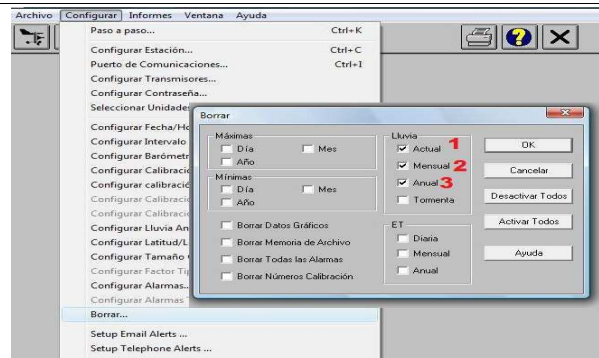 Archivo Configurar Informes Ventana Ayuda
Paso a paso... Ctrl+K
Configurar Estación... Ctrl+C
Puerto de Comunicaciones... Ctrl+I
Configurar Transmisores...
Configurar Contraseña...
Seleccionar Unidade
Configurar Fecha/Ho
Configurar Intervalo
Configurar Barómetr
Configurar Calibració
Configurar calibració
Configurar Calibració
Configurar Calibració
Configurar Lluvia An
Configurar Latitud/L
Configurar Tamaño
Configurar Factor Tip
Configurar Alarmas..
Configurar Alarmas
Borrar...
Setup Email Alerts ...
Setup Telephone Alerts ...
Borrar
Máximas
Día Mes
Año
Mínimas
Día Mes
Año
Borrar Datos Gráficos
Borrar Memoria de Archivo
Borrar Todas las Alarmas
Borrar Números Calibración
Lluvia
Actual 1
Mensual 2
Anual 3
Tormenta
ET
Diaria
Mensual
Anual
OK
Cancelar
Desactivar Todos
Activar Todos
Ayuda